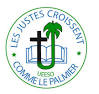 LES JUSTES CROISSENT
UEESO
COMME LE PALMIER